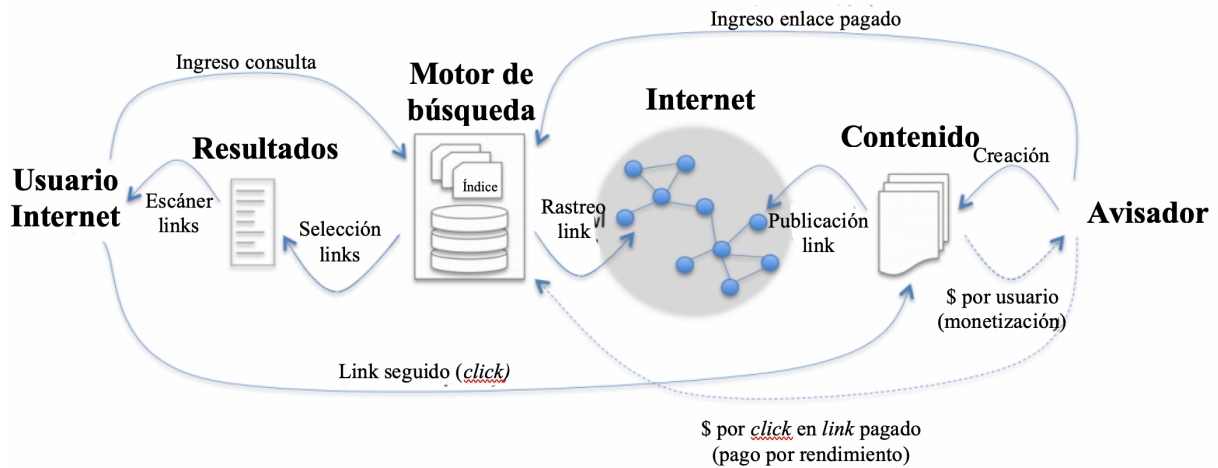 Ingreso enlace pagado
Ingreso consulta
Motor de
búsqueda
Internet
Contenido
Resultados
Creación
Usuario
Internet
Índice
Escáner
links
Selección
links
Rastreo
link
Publicación
link
Avisador
$ por usuario
(monetización)
Link seguido (click)
$ por click en link pagado
(pago por rendimiento)